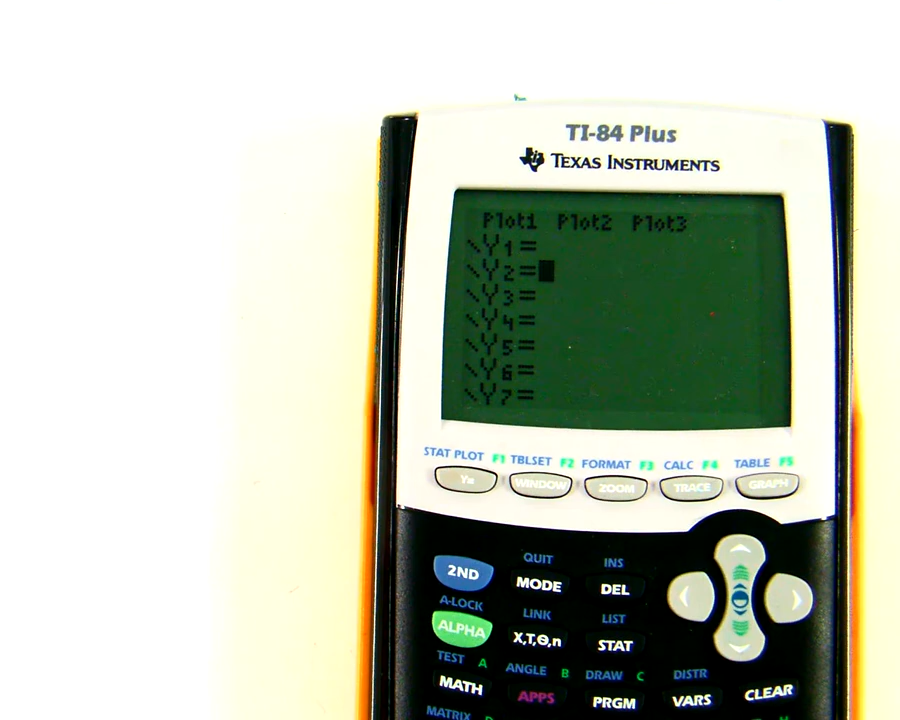 TI-84 Plus
TEXAS INSTRUMENTS
Plot1 Plot2 Plot3
\Y1=
\Y2=
\Y3=
\Y4=
\Y5=
\Y6=
\Y7=
STAT PLOT F1 TBLSET F2 FORMAT F3 CALC F4 TABLE F5
Y= WINDOW ZOOM TRACE GRAPH
QUIT INS
2ND MODE DEL
A-LOCK LINK LIST
ALPHA X,T,Θ,n STAT
TEST A ANGLE B DRAW C DISTR
MATH APPS PRGM VARS CLEAR
MATRIX